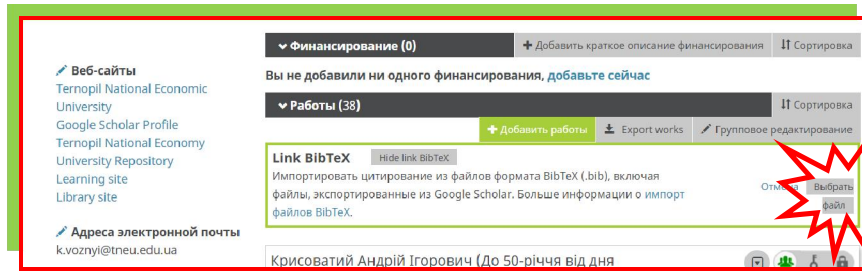 Веб-сайты
Ternopil National Economic
University
Google Scholar Profile
Ternopil National Economy
University Repository
Learning site
Library site
Адреса электронной почты
k.voznyi@tneu.edu.ua
Финансирование (0)
Добавить краткое описание финансирования
Сортировка
Вы не добавили ни одного финансирования, добавьте сейчас
Работы (38)
Сортировка
Добавить работы
Export works
Групповое редактирование
Link BibTeX
Hide link BibTeX
Импортировать цитирование из файлов формата BibTeX (.bib), включая
файлы, экспортированные из Google Scholar. Больше информации о импорт
файлов BibTeX.
Отмена
Выбрать
файл
Крисоватий Андрій Ігорович (До 50-річчя від дня